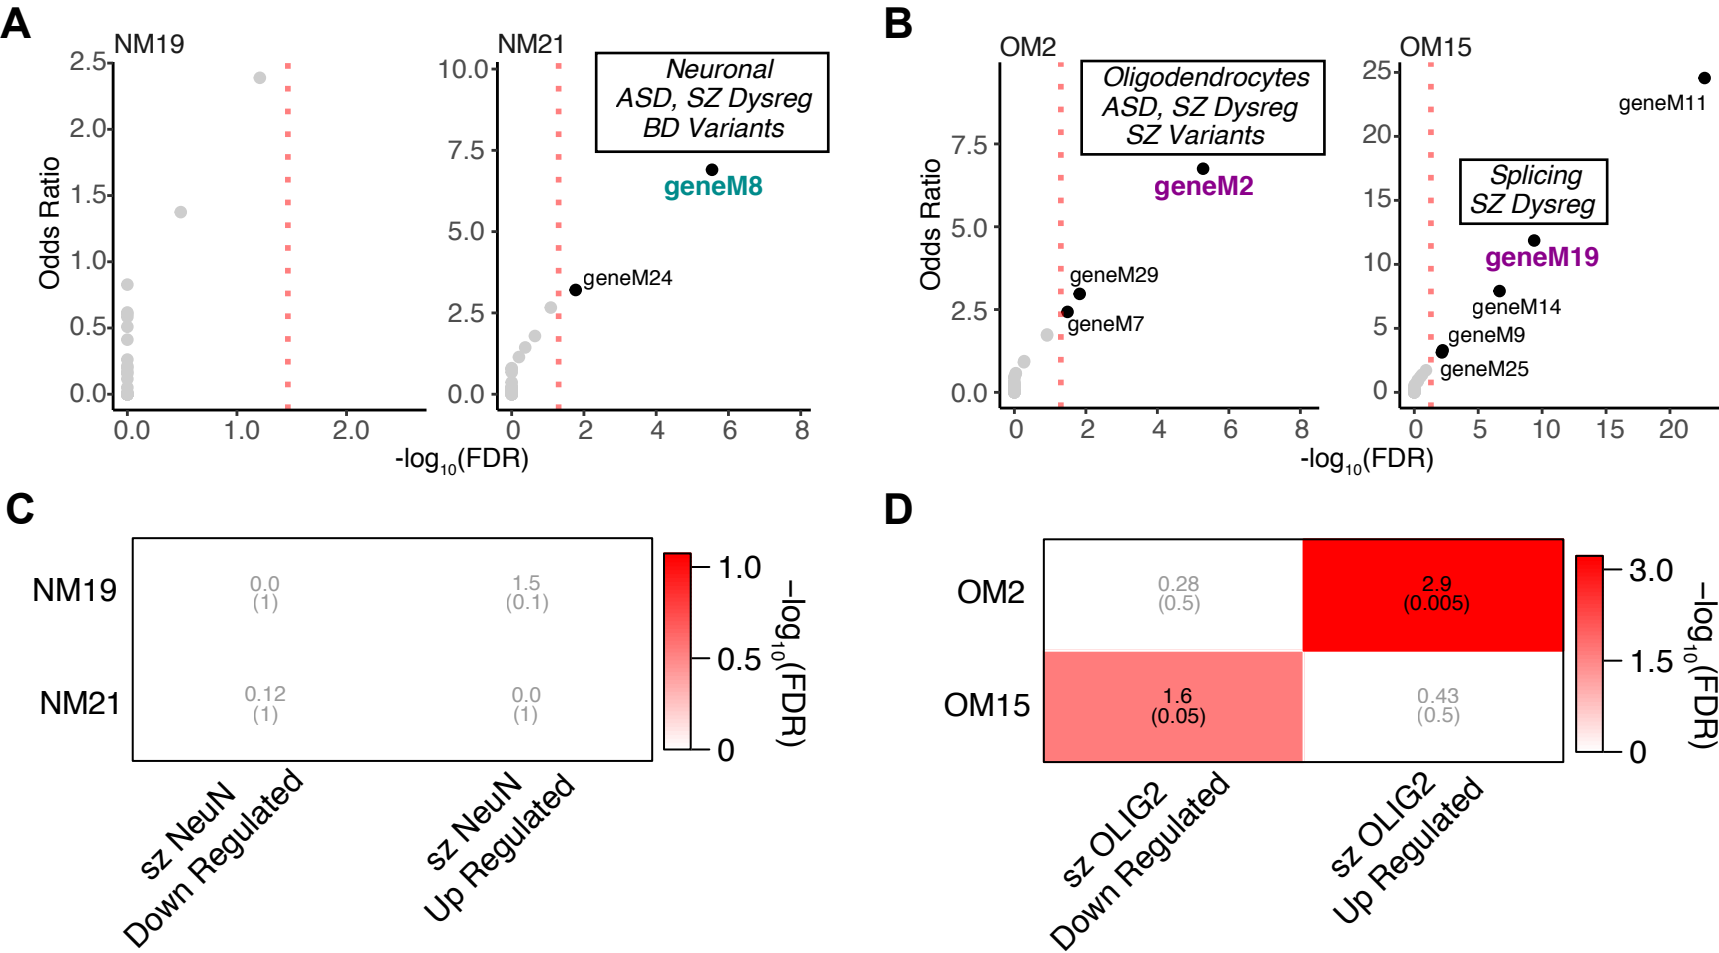 A
NM19
2.5
2.0
1.5
1.0
0.5
0.0
Odds Ratio
0.0 1.0 2.0
NM21
10.0
7.5
5.0
2.5
0.0
Neuronal
ASD, SZ Dysreg
BD Variants
geneM8
geneM24
0 2 4 6 8
-log10(FDR)
B
OM2
7.5
5.0
2.5
0.0
Odds Ratio
Oligodendrocytes
ASD, SZ Dysreg
SZ Variants
geneM2
geneM29
geneM7
0 2 4 6 8
OM15
25
20
15
10
5
0
geneM11
Splicing
SZ Dysreg
geneM19
geneM14
geneM9
geneM25
0 5 10 15 20
-log10(FDR)
C
NM19
0.0
(1)
1.5
(0.1)
NM21
0.12
(1)
0.0
(1)
sz NeuN
Down Regulated
sz NeuN
Up Regulated
1.0
0.5
0
–log10(FDR)
D
OM2
0.28
(0.5)
2.9
(0.005)
OM15
1.6
(0.05)
0.43
(0.5)
sz OLIG2
Down Regulated
sz OLIG2
Up Regulated
3.0
1.5
0
–log10(FDR)